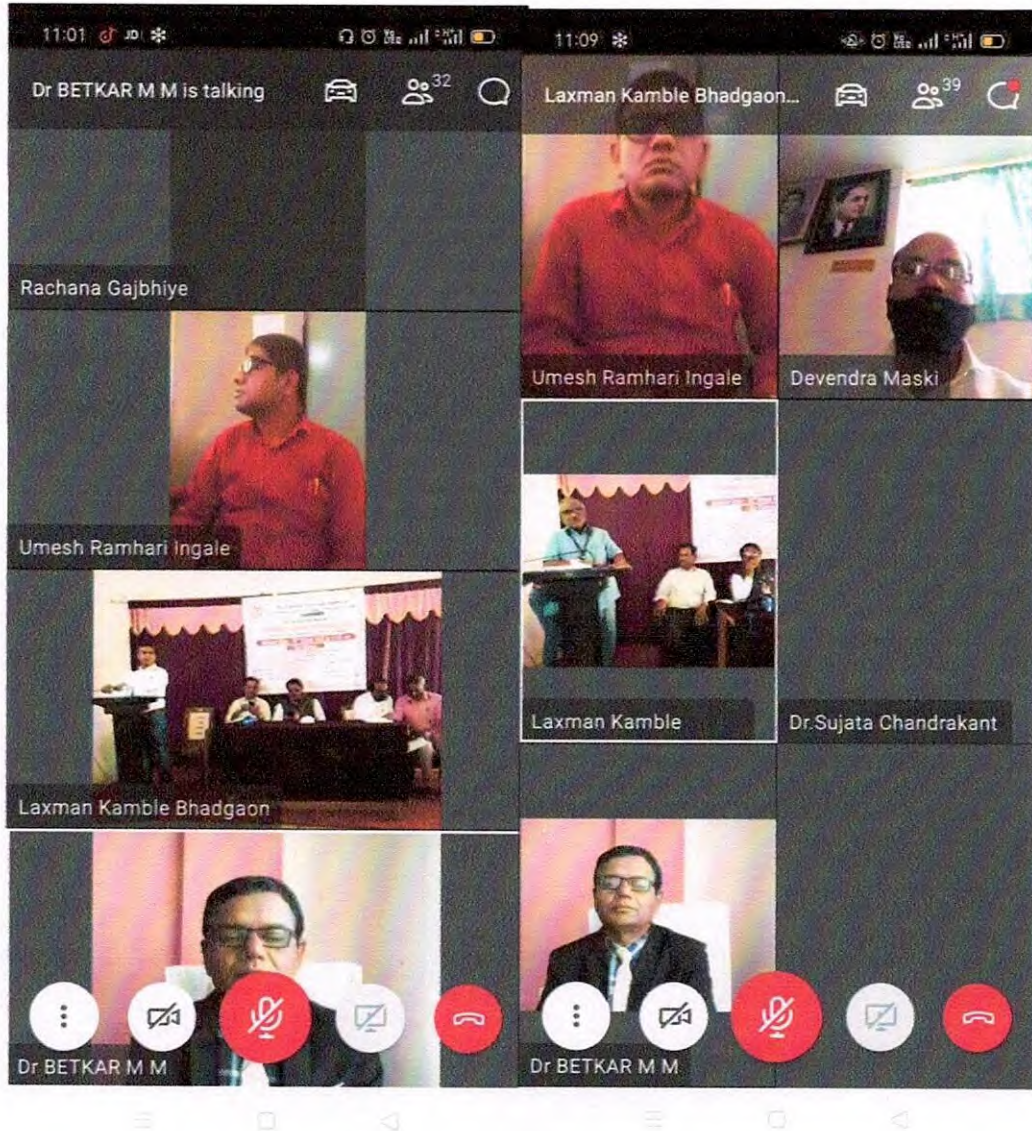 11:01
Dr BETKAR M M is talking
32
Rachana Gajbhiye
Umesh Ramhari Ingale
Laxman Kamble Bhadgaon
Dr BETKAR M M
11:09
Laxman Kamble Bhadgaon...
39
Umesh Ramhari Ingale
Devendra Maski
Laxman Kamble
Dr.Sujata Chandrakant
Dr BETKAR M M